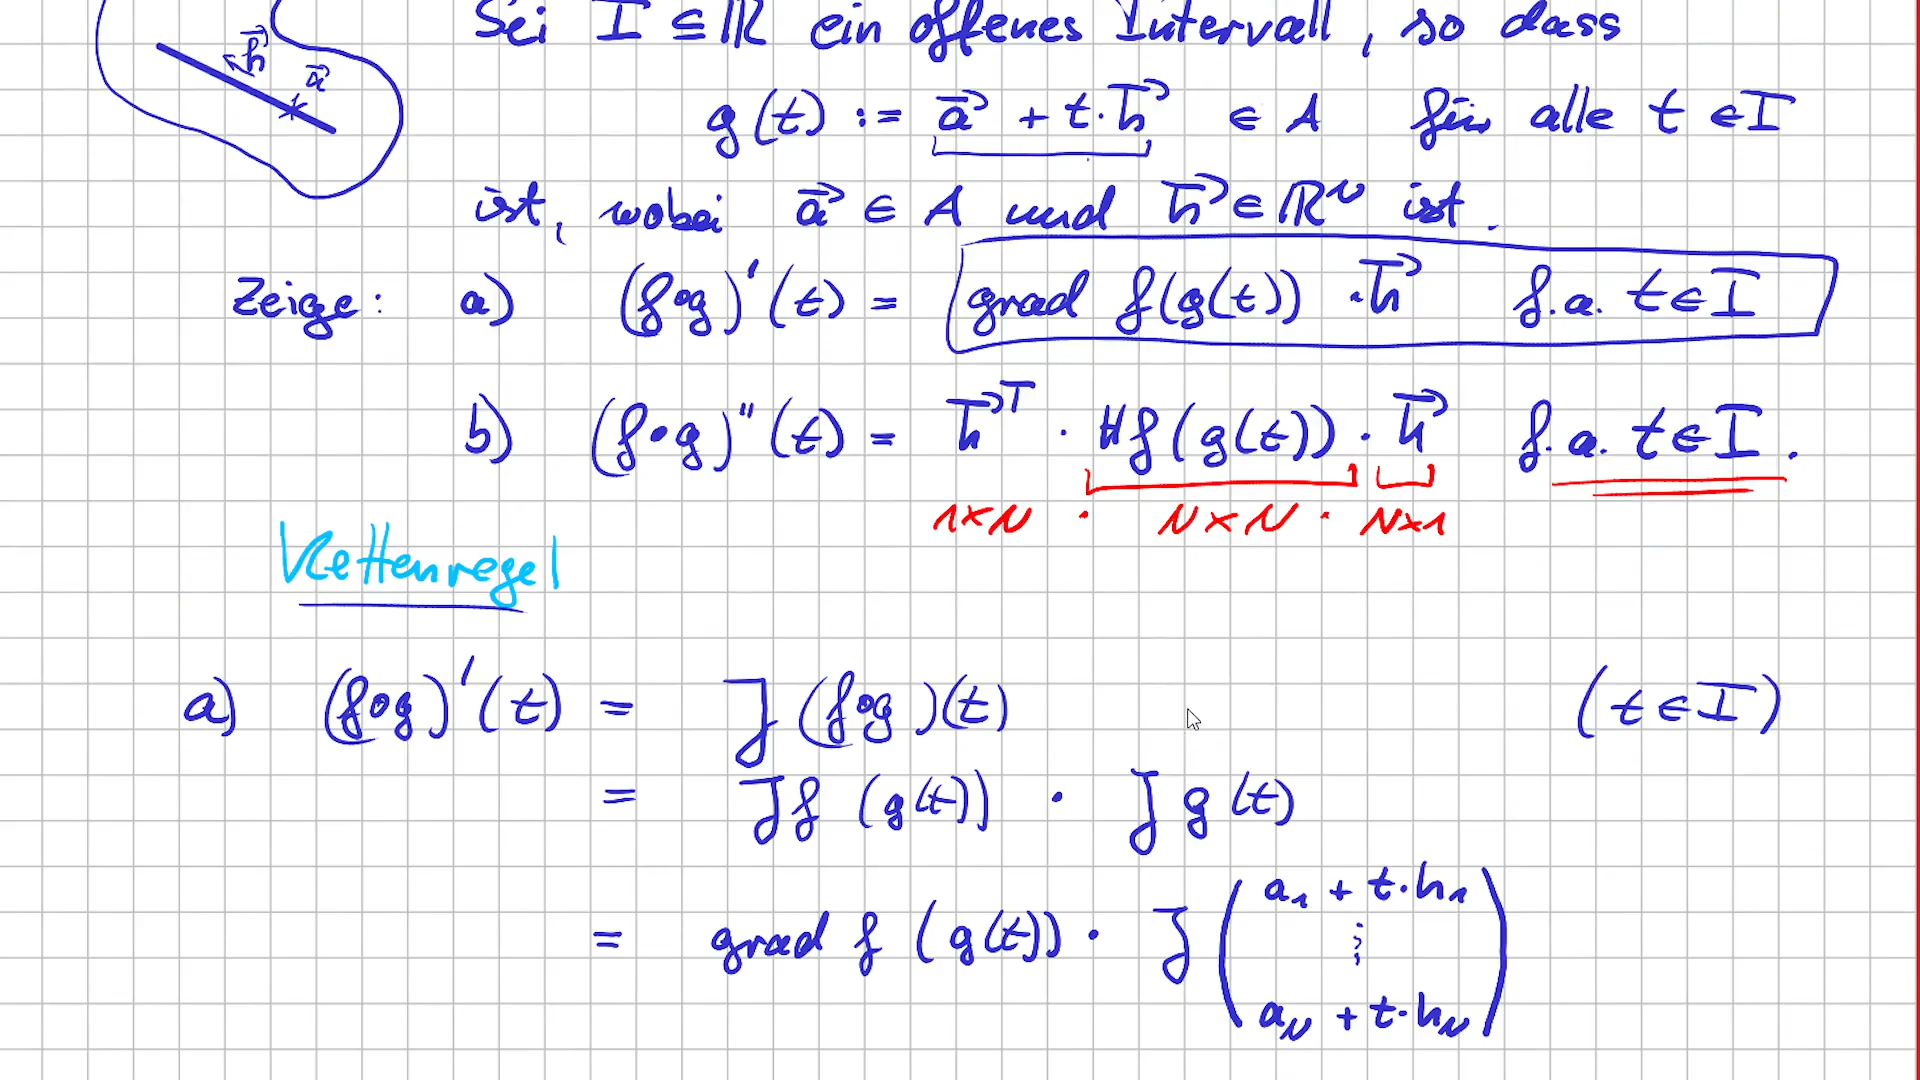 Sei I ⊆ ℝ ein offenes Intervall, so dass
h⃗
a⃗
g(t) := a⃗ + t·h⃗ ∈ A für alle t ∈ I
ist, wobei a⃗ ∈ A und h⃗ ∈ ℝᴺ ist.
Zeige: a) (f∘g)'(t) = grad f(g(t)) · h⃗ f.a. t ∈ I
b) (f∘g)''(t) = h⃗ᵀ · Hf(g(t)) · h⃗ f.a. t ∈ I.
1×N · N×N · N×1
Kettenregel
a) (f∘g)'(t) = J(f∘g)(t) (t ∈ I)
= Jf(g(t)) · Jg(t)
= grad f(g(t)) · J ( a₁ + t·h₁
⋮
a_N + t·h_N )